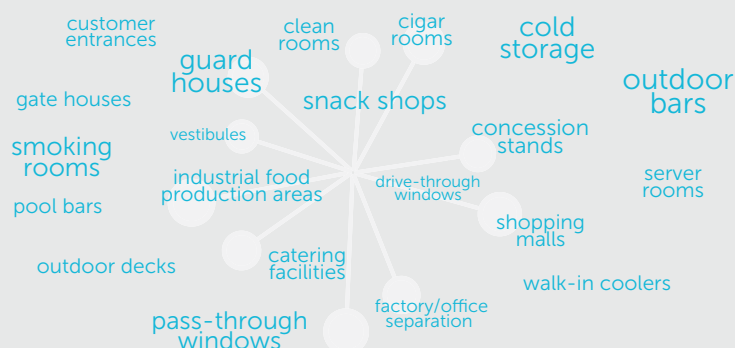 customer
entrances
clean
rooms
cigar
rooms
cold
storage
guard
houses
outdoor
bars
gate houses
snack shops
vestibules
concession
stands
smoking
rooms
industrial food
production areas
drive-through
windows
server
rooms
pool bars
shopping
malls
outdoor decks
catering
facilities
walk-in coolers
pass-through
windows
factory/office
separation